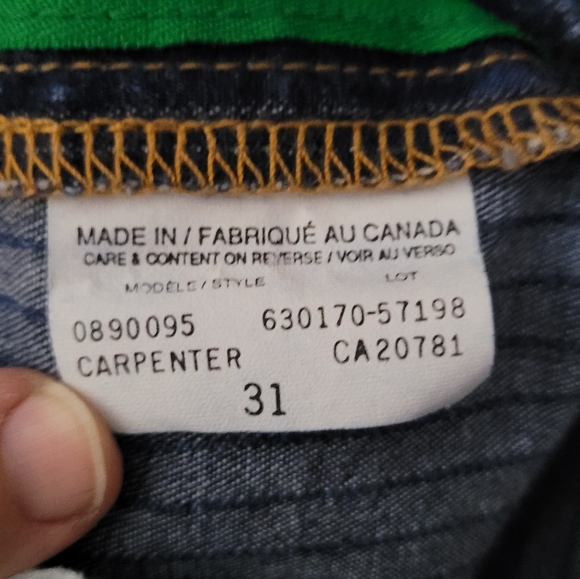 MADE IN / FABRIQUÉ AU CANADA
CARE & CONTENT ON REVERSE / VOIR AU VERSO
MODÈLE / STYLE LOT
0890095 630170-57198
CARPENTER CA20781
31